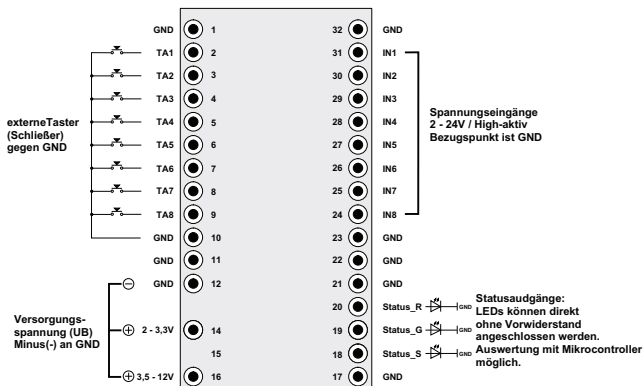 GND 1 32 GND
TA1 2 31 IN1
TA2 3 30 IN2
TA3 4 29 IN3
TA4 5 28 IN4
TA5 6 27 IN5
TA6 7 26 IN6
TA7 8 25 IN7
TA8 9 24 IN8
GND 10 23 GND
GND 11 22 GND
GND 12 21 GND
20 Status_R GND
2 - 3,3V 14 19 Status_G GND
15 18 Status_S GND
3,5 - 12V 16 17 GND
externeTaster
(Schließer)
gegen GND
Versorgungs-
spannung (UB)
Minus(-) an GND
Spannungseingänge
2 - 24V / High-aktiv
Bezugspunkt ist GND
Statusaudgänge:
LEDs können direkt
ohne Vorwiderstand
angeschlossen werden.
Auswertung mit Mikrocontroller
möglich.